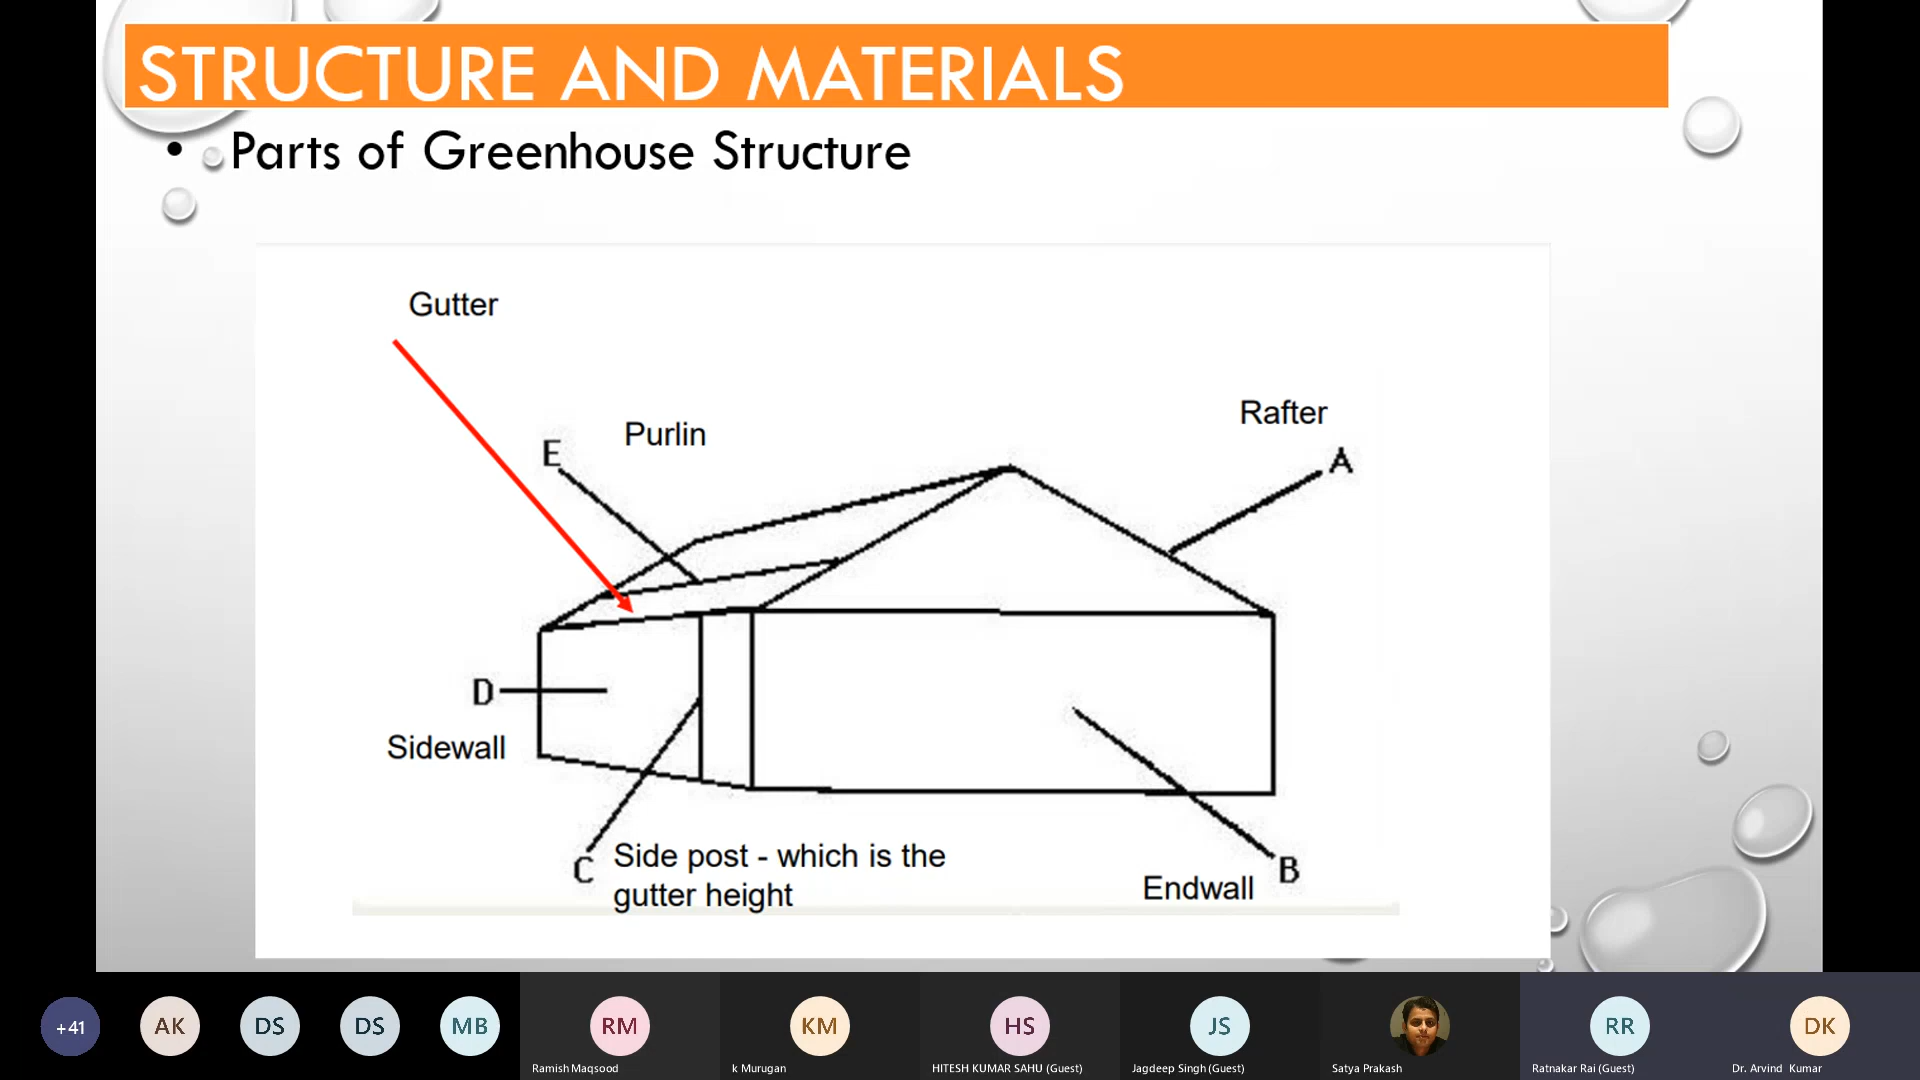 STRUCTURE AND MATERIALS
• Parts of Greenhouse Structure
Gutter
Rafter
Purlin
E
A
D
Sidewall
C
Side post - which is the
gutter height
Endwall
B
+41
AK
DS
DS
MB
RM
KM
HS
JS
RR
DK
Ramish Maqsood
k Murugan
HITESH KUMAR SAHU (Guest)
Jagdeep Singh (Guest)
Satya Prakash
Ratnakar Rai (Guest)
Dr. Arvind Kumar